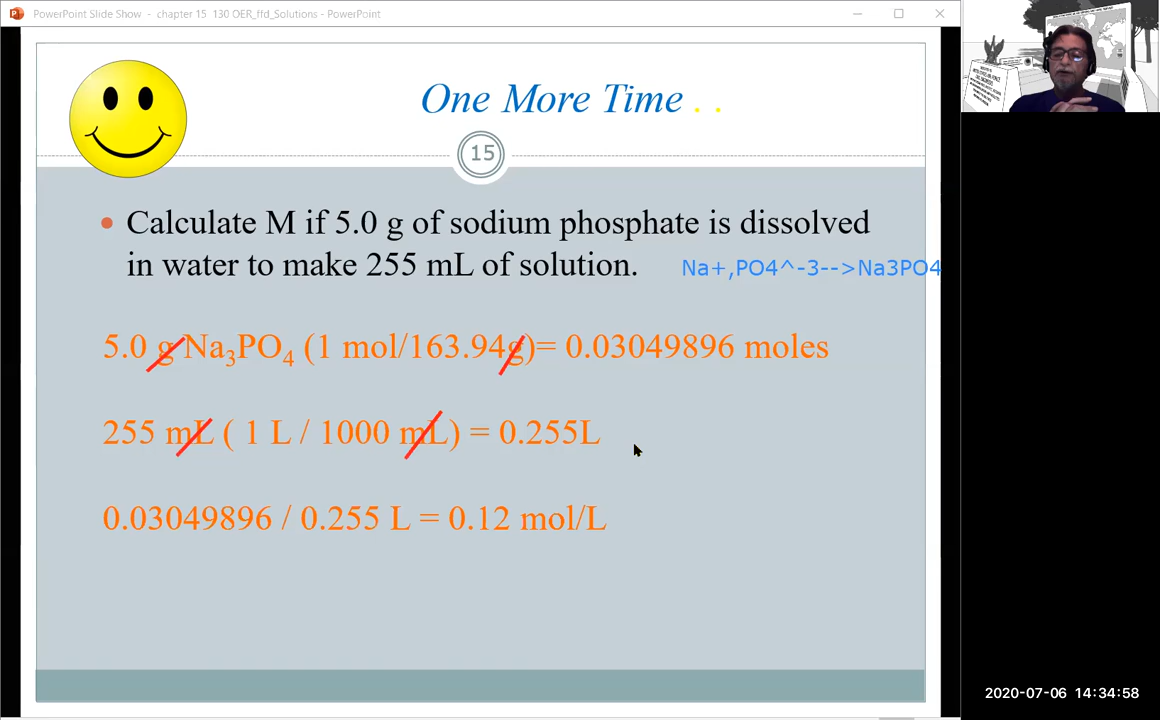 PowerPoint Slide Show - chapter 15 130 OER_ffd_Solutions - PowerPoint
One More Time . .
15
• Calculate M if 5.0 g of sodium phosphate is dissolved
in water to make 255 mL of solution.
Na+,PO4^-3-->Na3PO4
5.0 g Na₃PO₄ (1 mol/163.94g)= 0.03049896 moles
255 mL ( 1 L / 1000 mL) = 0.255L
0.03049896 / 0.255 L = 0.12 mol/L
2020-07-06 14:34:58